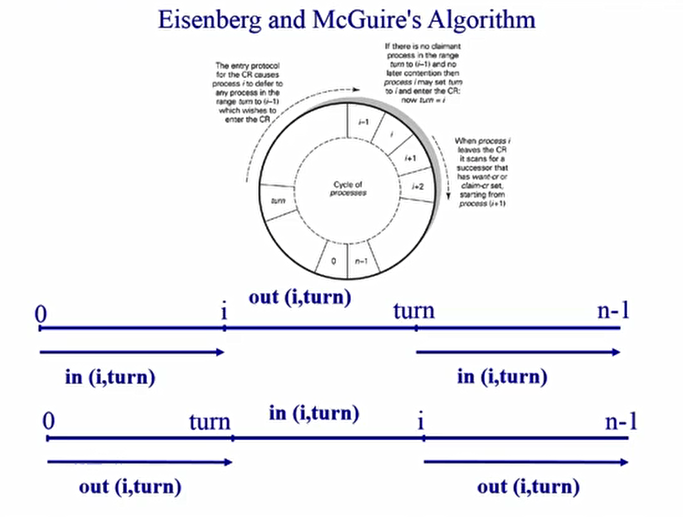 Eisenberg and McGuire's Algorithm
The entry protocol
for the CR causes
process i to defer to
any process in the
range turn to (i–1)
which wishes to
enter the CR
If there is no claimant
process in the range
turn to (i–1) and no
later contention then
process i may set turn
to i and enter the CR:
now turn = i
When process i
leaves the CR
it scans for a
successor that
has want-cr or
claim-cr set,
starting from
process (i+1)
i–1
i
i+1
i+2
Cycle of
processes
turn
0
n–1
out (i,turn)
0
i
turn
n-1
in (i,turn)
in (i,turn)
in (i,turn)
0
turn
i
n-1
out (i,turn)
out (i,turn)